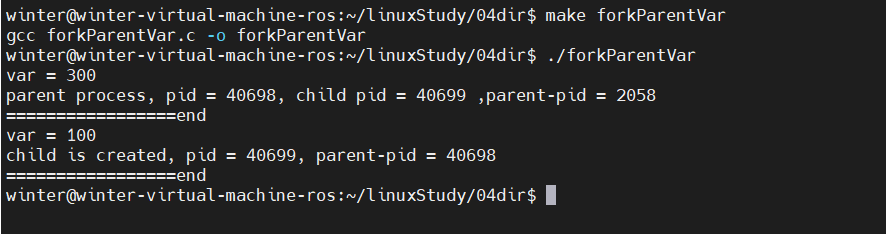 winter@winter-virtual-machine-ros:~/linuxStudy/04dir$ make forkParentVar
gcc forkParentVar.c -o forkParentVar
winter@winter-virtual-machine-ros:~/linuxStudy/04dir$ ./forkParentVar
var = 300
parent process, pid = 40698, child pid = 40699 ,parent-pid = 2058
=================end
var = 100
child is created, pid = 40699, parent-pid = 40698
=================end
winter@winter-virtual-machine-ros:~/linuxStudy/04dir$